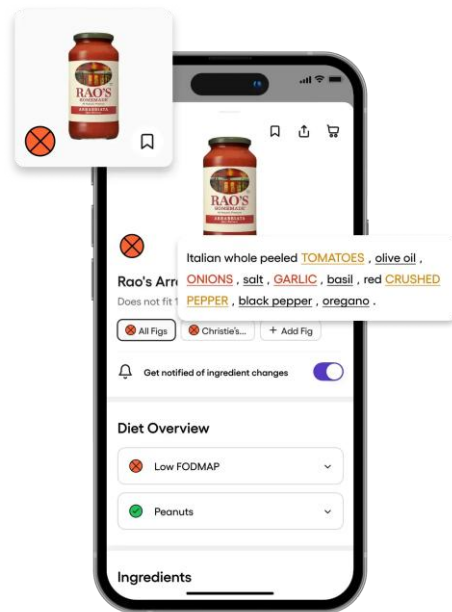 RAO'S
HOMEMADE
ARRABBIATA
RAO'S
HOMEMADE
Italian whole peeled TOMATOES , olive oil ,
ONIONS , salt , GARLIC , basil , red CRUSHED
PEPPER , black pepper , oregano .
Rao's Arr
Does not fit 1
All Figs
Christie's...
+ Add Fig
Get notified of ingredient changes
Diet Overview
Low FODMAP
Peanuts
Ingredients